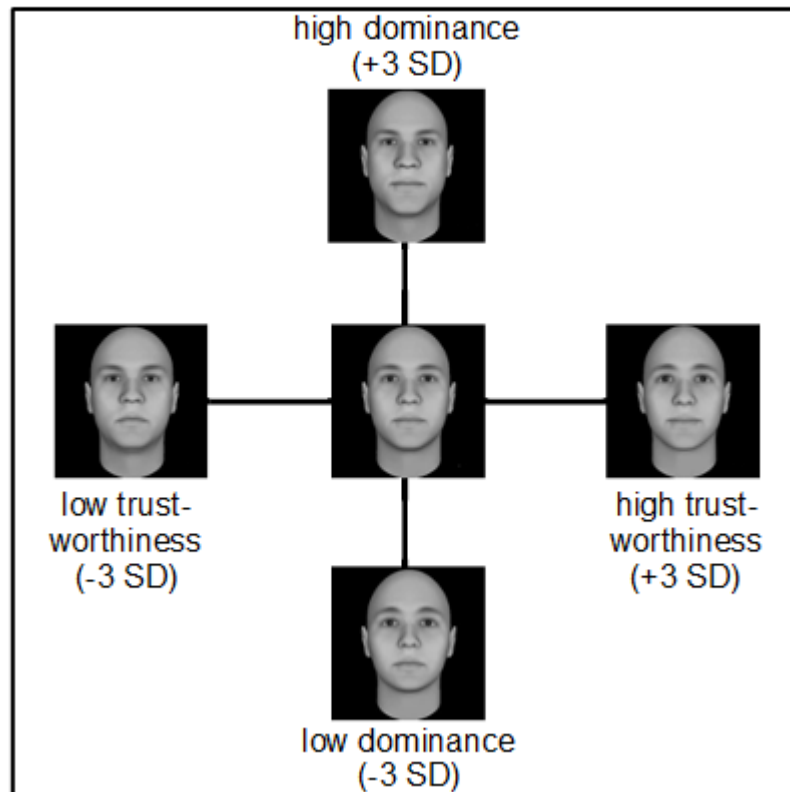 high dominance
(+3 SD)
low trust-
worthiness
(-3 SD)
high trust-
worthiness
(+3 SD)
low dominance
(-3 SD)